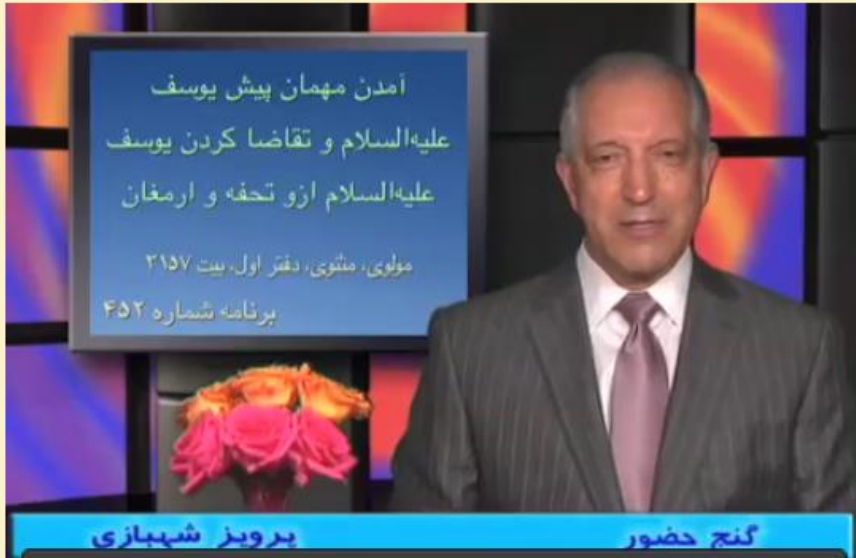 آمدن مهمان پیش یوسف
علیه‌السلام و تقاضا کردن یوسف
علیه‌السلام ازو تحفه و ارمغان
مولوی، مثنوی، دفتر اول، بیت ۳۱۵۷
برنامه شماره ۴۵۲
گنج حضور
پرویز شهبازی